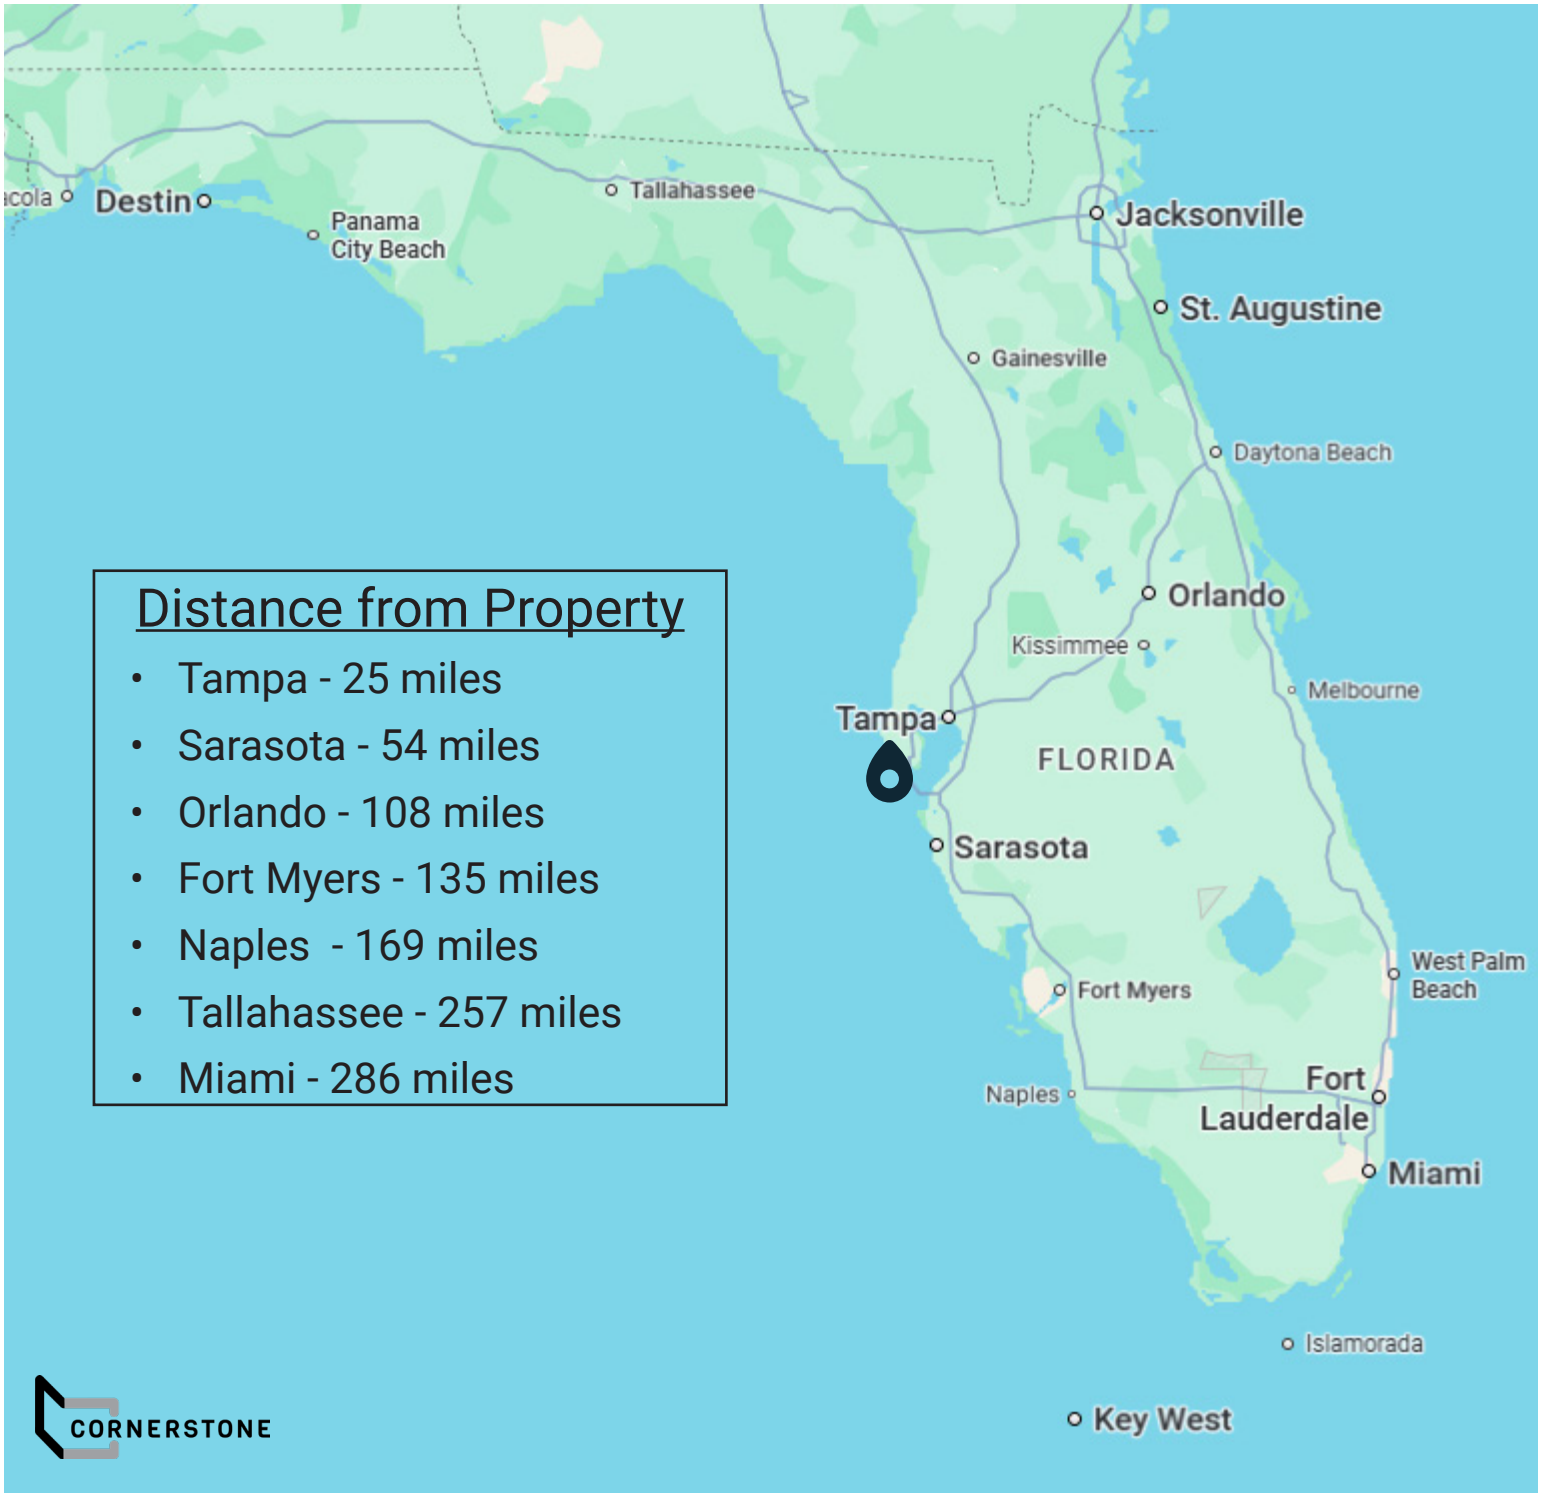 acola
Destin
Panama
City Beach
Tallahassee
Jacksonville
St. Augustine
Gainesville
Daytona Beach
Orlando
Kissimmee
Melbourne
Tampa
FLORIDA
Sarasota
West Palm
Beach
Fort Myers
Naples
Fort
Lauderdale
Miami
Islamorada
Key West
Distance from Property
• Tampa - 25 miles
• Sarasota - 54 miles
• Orlando - 108 miles
• Fort Myers - 135 miles
• Naples  - 169 miles
• Tallahassee - 257 miles
• Miami - 286 miles
CORNERSTONE